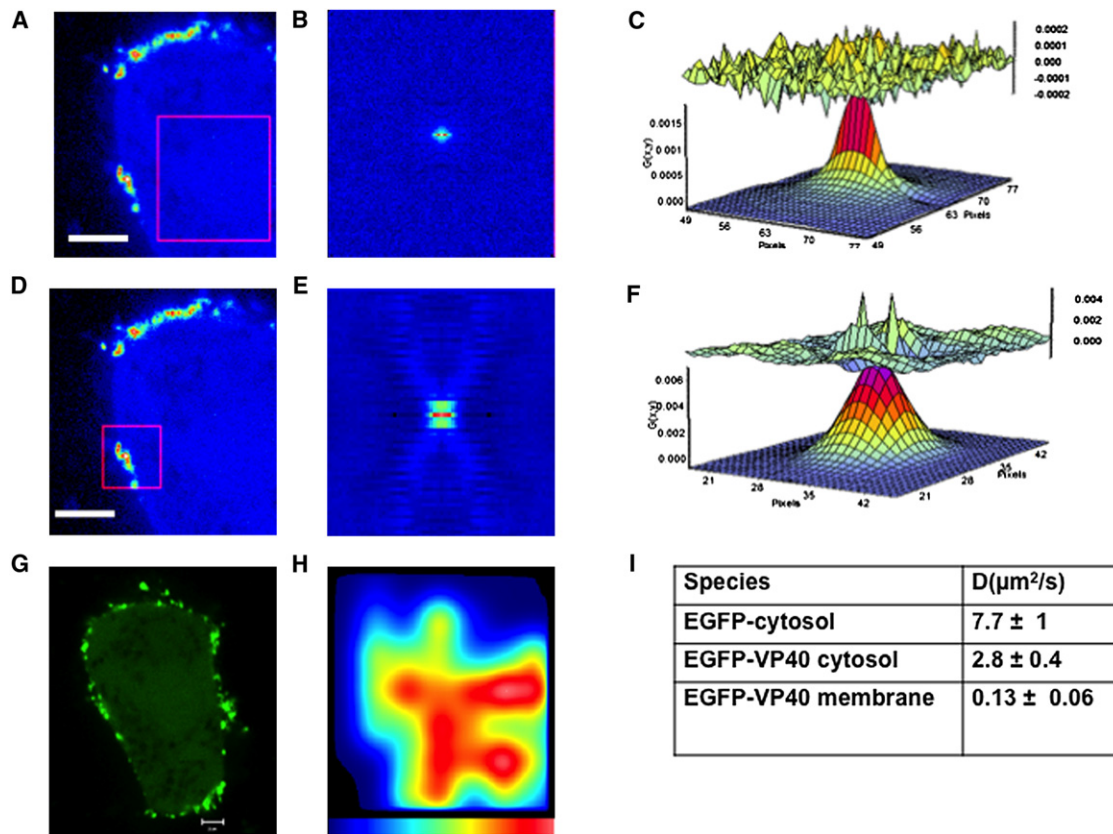 A
B
C
0.0002
0.0001
0.000
-0.0001
-0.0002
0.0015
0.001
0.0005
0.000
G(x,y)
49
56
63
70
77
Pixels
49
56
63
70
77
Pixels
D
E
F
0.004
0.002
0.000
0.006
0.004
0.002
0.000
G(x,y)
21
28
35
42
Pixels
21
28
35
42
Pixels
G
H
I
Species D(µm²/s)
EGFP-cytosol 7.7 ± 1
EGFP-VP40 cytosol 2.8 ± 0.4
EGFP-VP40 membrane 0.13 ± 0.06